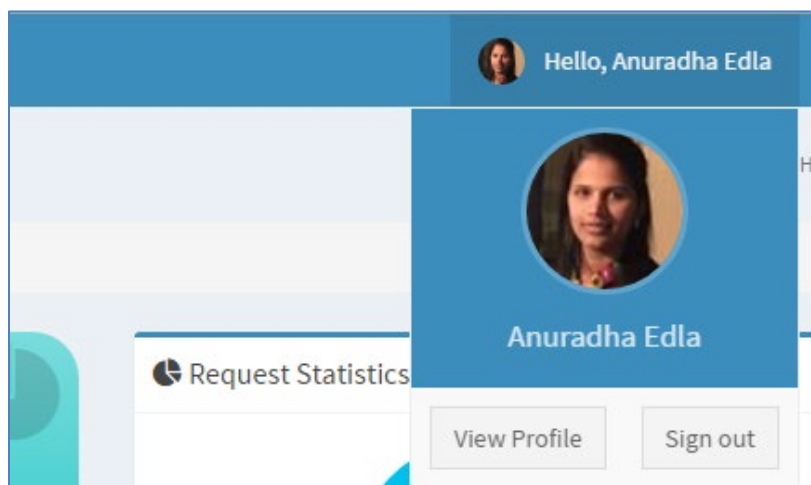 Hello, Anuradha Edla
H
Anuradha Edla
Request Statistics
View Profile
Sign out